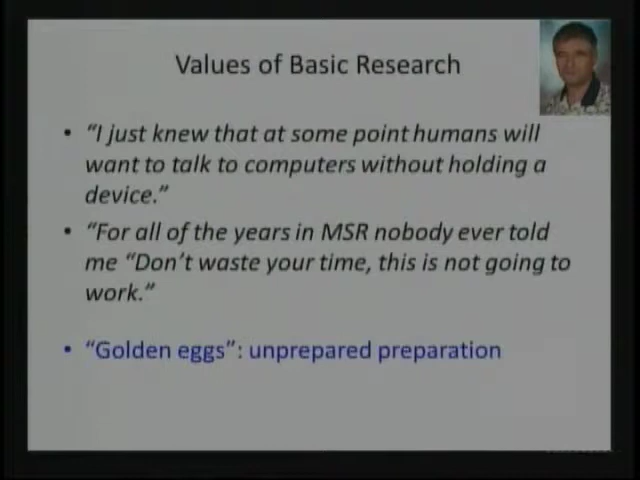 Values of Basic Research
• “I just knew that at some point humans will
want to talk to computers without holding a
device.”
• “For all of the years in MSR nobody ever told
me “Don’t waste your time, this is not going to
work.”
• “Golden eggs”: unprepared preparation